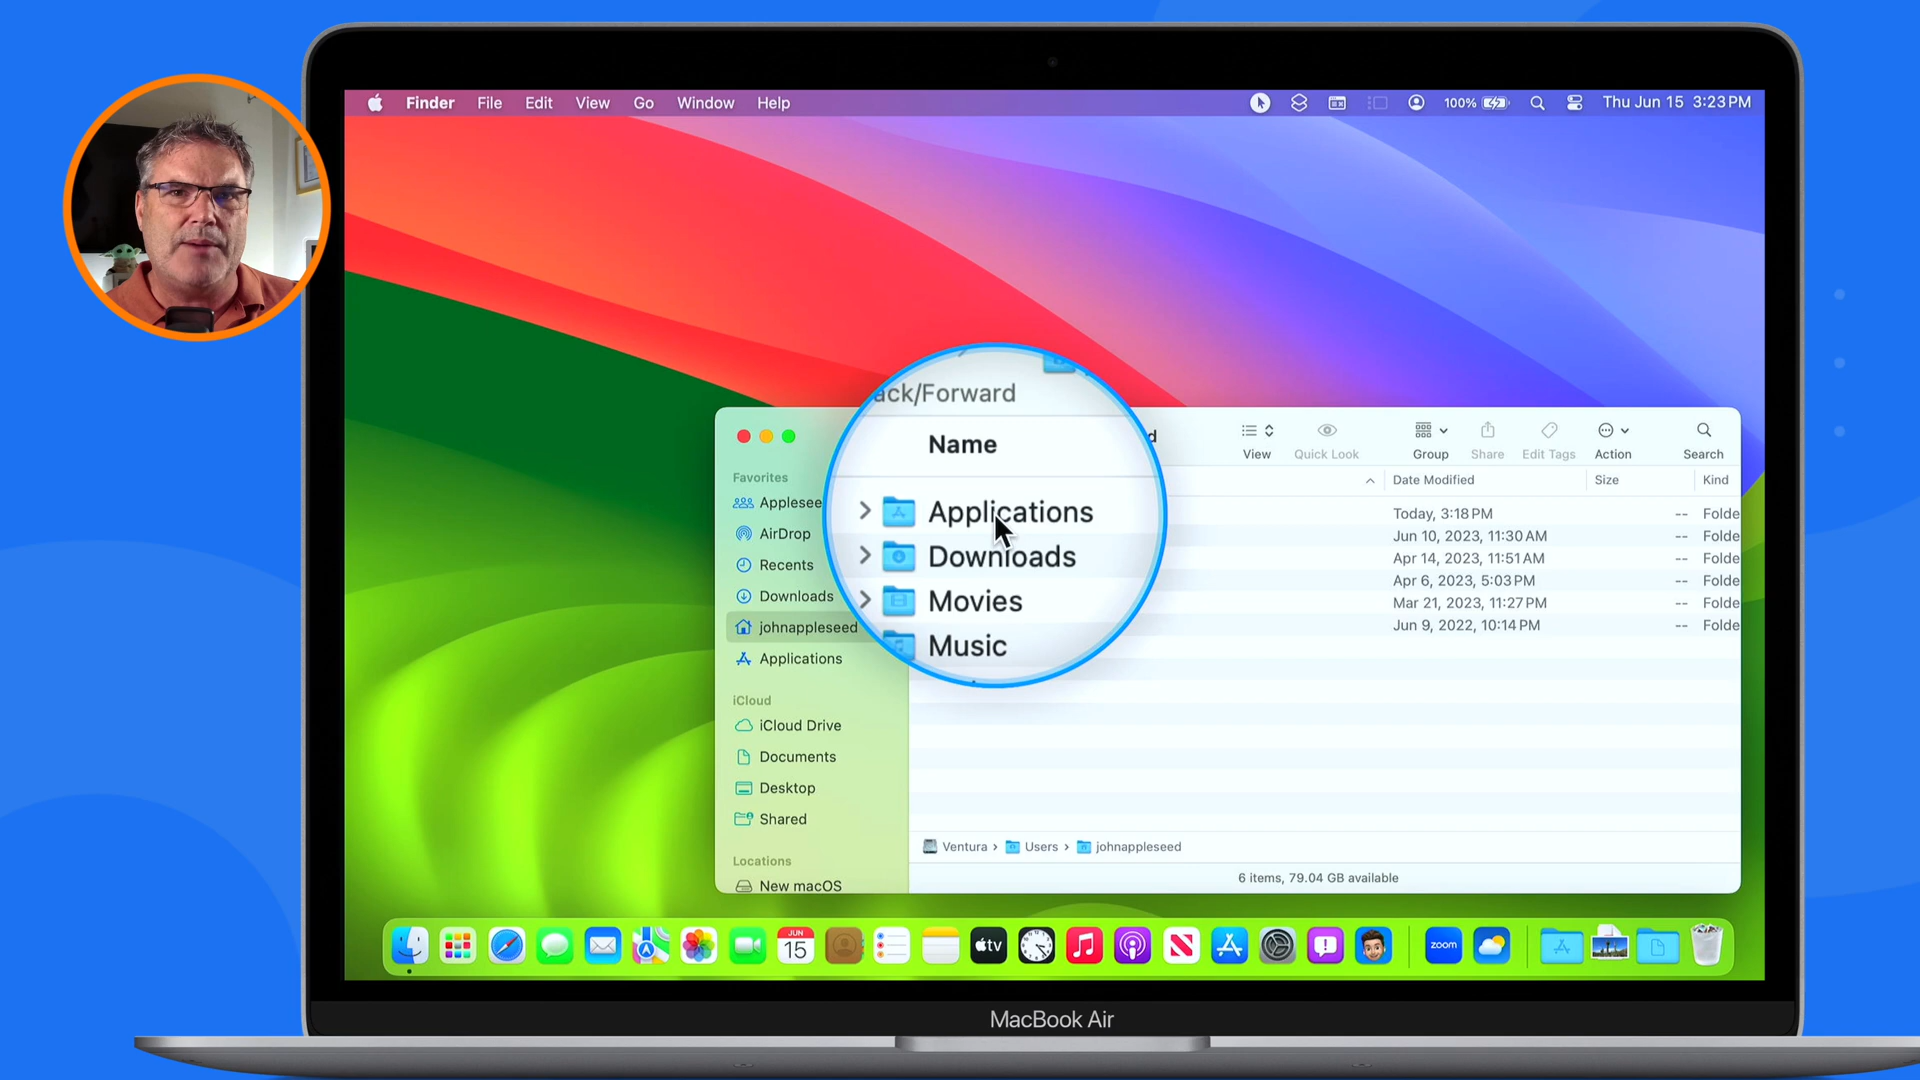 Finder File Edit View Go Window Help
100%
Thu Jun 15 3:23 PM
ack/Forward
d
View
Quick Look
Group
Share
Edit Tags
Action
Search
Name
Date Modified
Size
Kind
Applications
Downloads
Movies
Music
Today, 3:18 PM -- Folde
Jun 10, 2023, 11:30 AM -- Folde
Apr 14, 2023, 11:51 AM -- Folde
Apr 6, 2023, 5:03 PM -- Folde
Mar 21, 2023, 11:27 PM -- Folde
Jun 9, 2022, 10:14 PM -- Folde
Favorites
Appleseed
AirDrop
Recents
Downloads
johnappleseed
Applications
iCloud
iCloud Drive
Documents
Desktop
Shared
Locations
New macOS
Ventura › Users › johnappleseed
6 items, 79.04 GB available
JUN
15
tv
zoom
MacBook Air